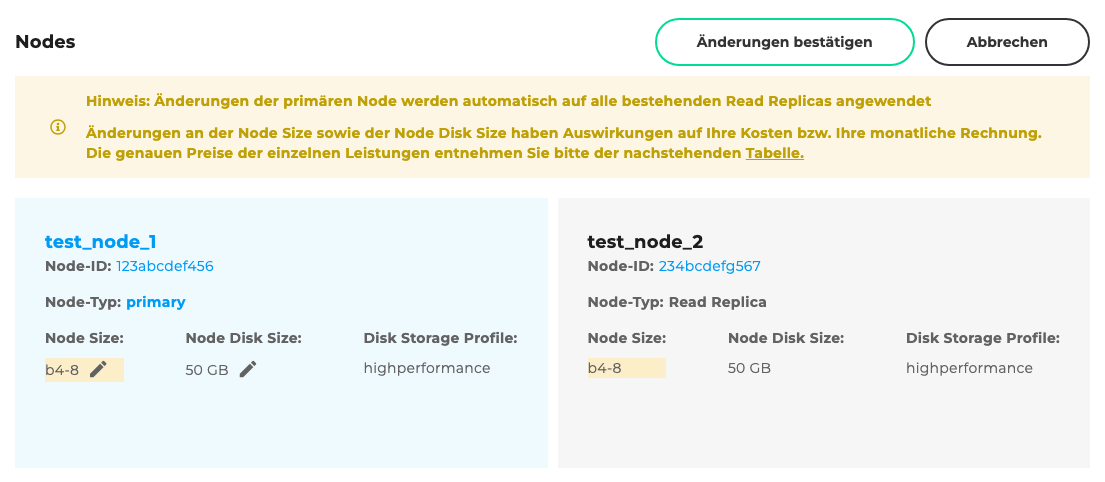 Nodes
Änderungen bestätigen
Abbrechen
Hinweis: Änderungen der primären Node werden automatisch auf alle bestehenden Read Replicas angewendet
Änderungen an der Node Size sowie der Node Disk Size haben Auswirkungen auf Ihre Kosten bzw. Ihre monatliche Rechnung.
Die genauen Preise der einzelnen Leistungen entnehmen Sie bitte der nachstehenden Tabelle.
test_node_1
Node-ID: 123abcdef456
Node-Typ: primary
Node Size: Node Disk Size: Disk Storage Profile:
b4-8 50 GB highperformance
test_node_2
Node-ID: 234bcdefg567
Node-Typ: Read Replica
Node Size: Node Disk Size: Disk Storage Profile:
b4-8 50 GB highperformance